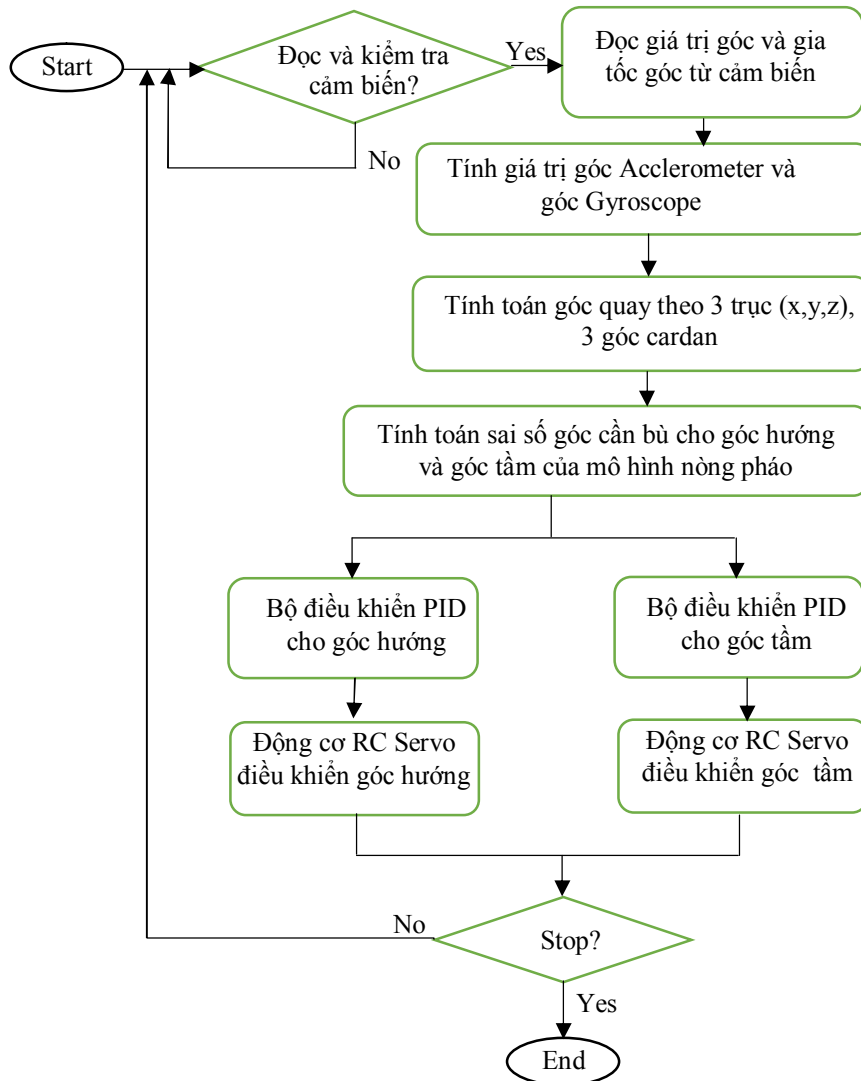 Start
Đọc và kiểm tra
cảm biến?
Yes
Đọc giá trị góc và gia
tốc góc từ cảm biến
No
Tính giá trị góc Acclerometer và
góc Gyroscope
Tính toán góc quay theo 3 trục (x,y,z),
3 góc cardan
Tính toán sai số góc cần bù cho góc hướng
và góc tầm của mô hình nòng pháo
Bộ điều khiển PID
cho góc hướng
Bộ điều khiển PID
cho góc tầm
Động cơ RC Servo
điều khiển góc hướng
Động cơ RC Servo
điều khiển góc tầm
No
Stop?
Yes
End